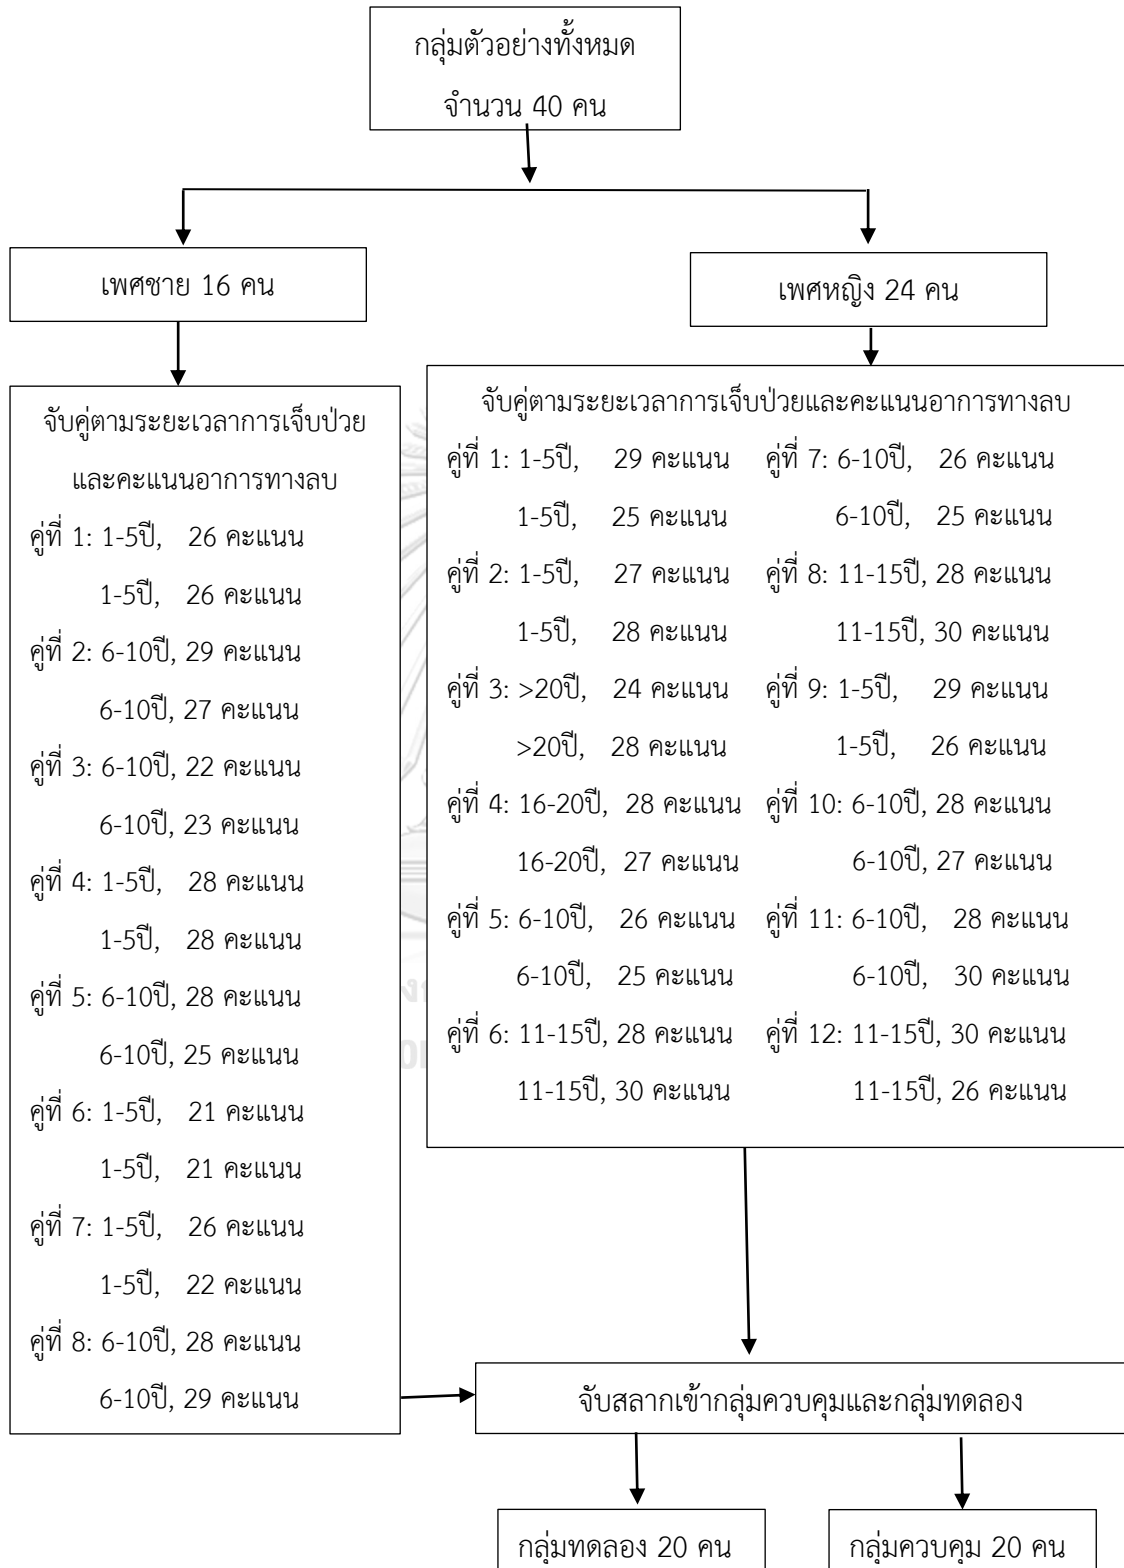 กลุ่มตัวอย่างทั้งหมด
จำนวน 40 คน
เพศชาย 16 คน
เพศหญิง 24 คน
จับคู่ตามระยะเวลาการเจ็บป่วย
และคะแนนอาการทางลบ
คู่ที่ 1: 1-5ปี, 26 คะแนน
1-5ปี, 26 คะแนน
คู่ที่ 2: 6-10ปี, 29 คะแนน
6-10ปี, 27 คะแนน
คู่ที่ 3: 6-10ปี, 22 คะแนน
6-10ปี, 23 คะแนน
คู่ที่ 4: 1-5ปี, 28 คะแนน
1-5ปี, 28 คะแนน
คู่ที่ 5: 6-10ปี, 28 คะแนน
6-10ปี, 25 คะแนน
คู่ที่ 6: 1-5ปี, 21 คะแนน
1-5ปี, 21 คะแนน
คู่ที่ 7: 1-5ปี, 26 คะแนน
1-5ปี, 22 คะแนน
คู่ที่ 8: 6-10ปี, 28 คะแนน
6-10ปี, 29 คะแนน
จับคู่ตามระยะเวลาการเจ็บป่วยและคะแนนอาการทางลบ
คู่ที่ 1: 1-5ปี, 29 คะแนน
1-5ปี, 25 คะแนน
คู่ที่ 2: 1-5ปี, 27 คะแนน
1-5ปี, 28 คะแนน
คู่ที่ 3: >20ปี, 24 คะแนน
>20ปี, 28 คะแนน
คู่ที่ 4: 16-20ปี, 28 คะแนน
16-20ปี, 27 คะแนน
คู่ที่ 5: 6-10ปี, 26 คะแนน
6-10ปี, 25 คะแนน
คู่ที่ 6: 11-15ปี, 28 คะแนน
11-15ปี, 30 คะแนน
คู่ที่ 7: 6-10ปี, 26 คะแนน
6-10ปี, 25 คะแนน
คู่ที่ 8: 11-15ปี, 28 คะแนน
11-15ปี, 30 คะแนน
คู่ที่ 9: 1-5ปี, 29 คะแนน
1-5ปี, 26 คะแนน
คู่ที่ 10: 6-10ปี, 28 คะแนน
6-10ปี, 27 คะแนน
คู่ที่ 11: 6-10ปี, 28 คะแนน
6-10ปี, 30 คะแนน
คู่ที่ 12: 11-15ปี, 30 คะแนน
11-15ปี, 26 คะแนน
จับสลากเข้ากลุ่มควบคุมและกลุ่มทดลอง
กลุ่มทดลอง 20 คน
กลุ่มควบคุม 20 คน